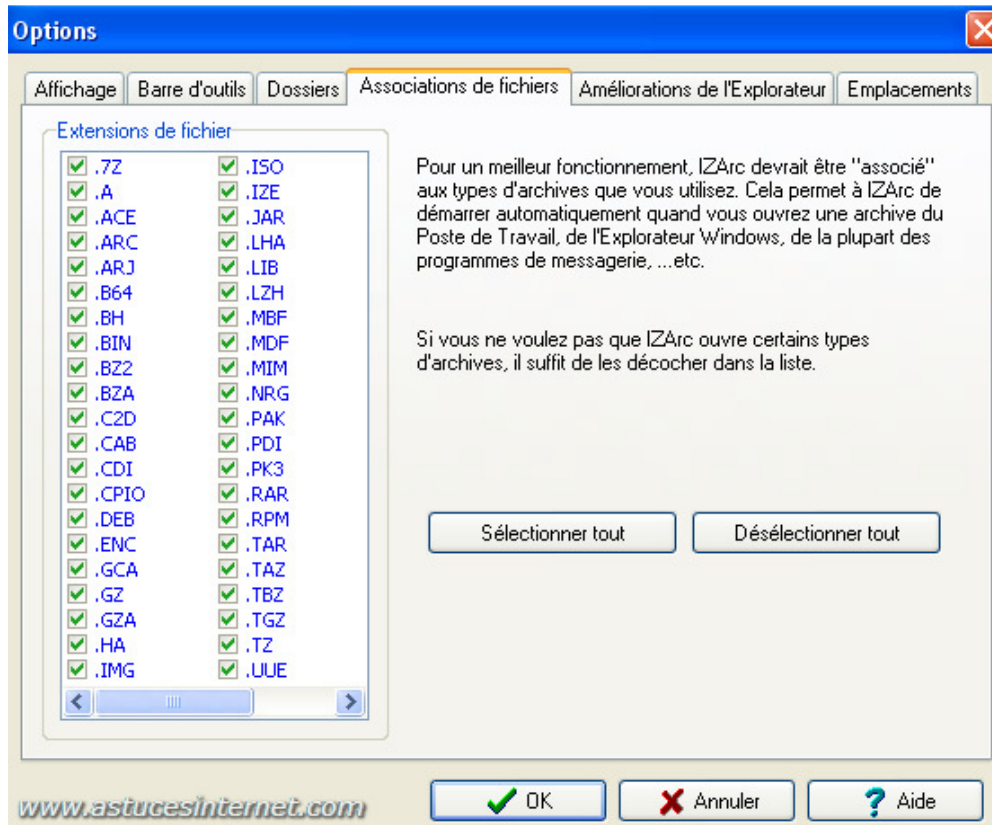 Options
Affichage
Barre d'outils
Dossiers
Associations de fichiers
Améliorations de l'Explorateur
Emplacements
Extensions de fichier
.7Z
.A
.ACE
.ARC
.ARJ
.B64
.BH
.BIN
.BZ2
.BZA
.C2D
.CAB
.CDI
.CPIO
.DEB
.ENC
.GCA
.GZ
.GZA
.HA
.IMG
.ISO
.IZE
.JAR
.LHA
.LIB
.LZH
.MBF
.MDF
.MIM
.NRG
.PAK
.PDI
.PK3
.RAR
.RPM
.TAR
.TAZ
.TBZ
.TGZ
.TZ
.UUE
Pour un meilleur fonctionnement, IZArc devrait être "associé"
aux types d'archives que vous utilisez. Cela permet à IZArc de
démarrer automatiquement quand vous ouvrez une archive du
Poste de Travail, de l'Explorateur Windows, de la plupart des
programmes de messagerie, ...etc.
Si vous ne voulez pas que IZArc ouvre certains types
d'archives, il suffit de les décocher dans la liste.
Sélectionner tout
Désélectionner tout
www.astucesinternet.com
OK
Annuler
Aide